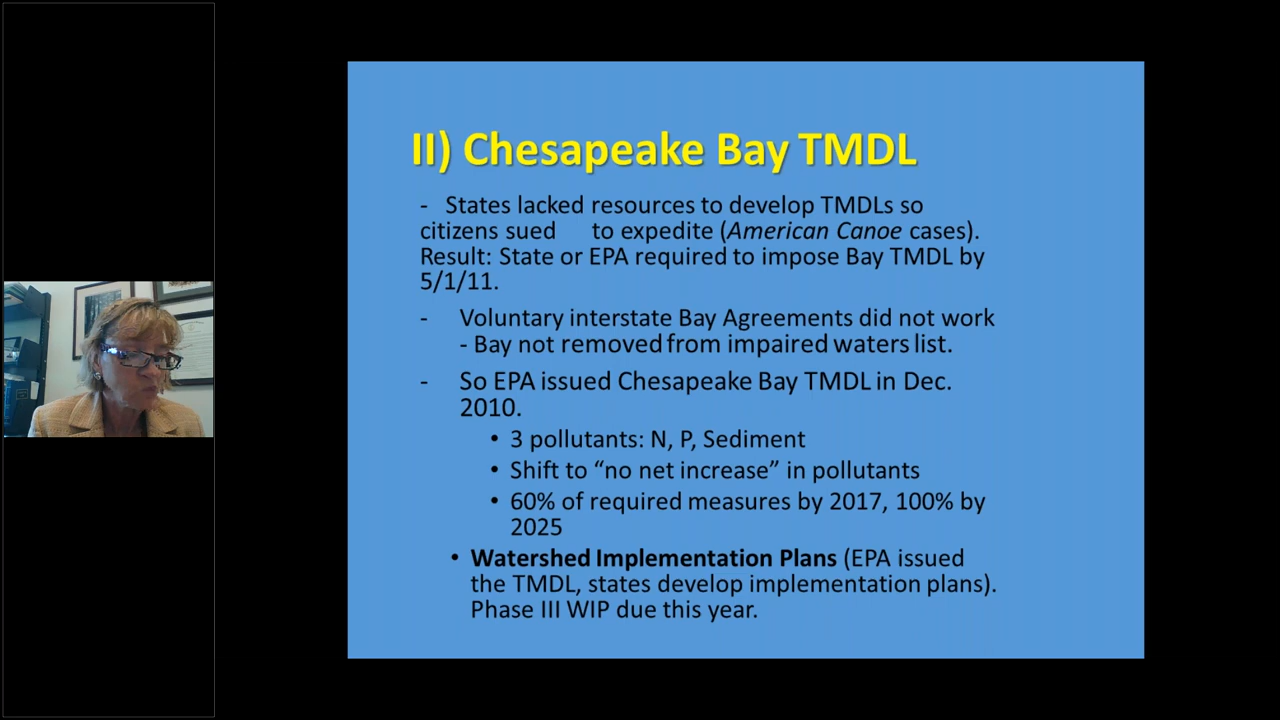 II) Chesapeake Bay TMDL
- States lacked resources to develop TMDLs so
citizens sued to expedite (American Canoe cases).
Result: State or EPA required to impose Bay TMDL by
5/1/11.
- Voluntary interstate Bay Agreements did not work
- Bay not removed from impaired waters list.
- So EPA issued Chesapeake Bay TMDL in Dec.
2010.
• 3 pollutants: N, P, Sediment
• Shift to “no net increase” in pollutants
• 60% of required measures by 2017, 100% by
2025
• Watershed Implementation Plans (EPA issued
the TMDL, states develop implementation plans).
Phase III WIP due this year.